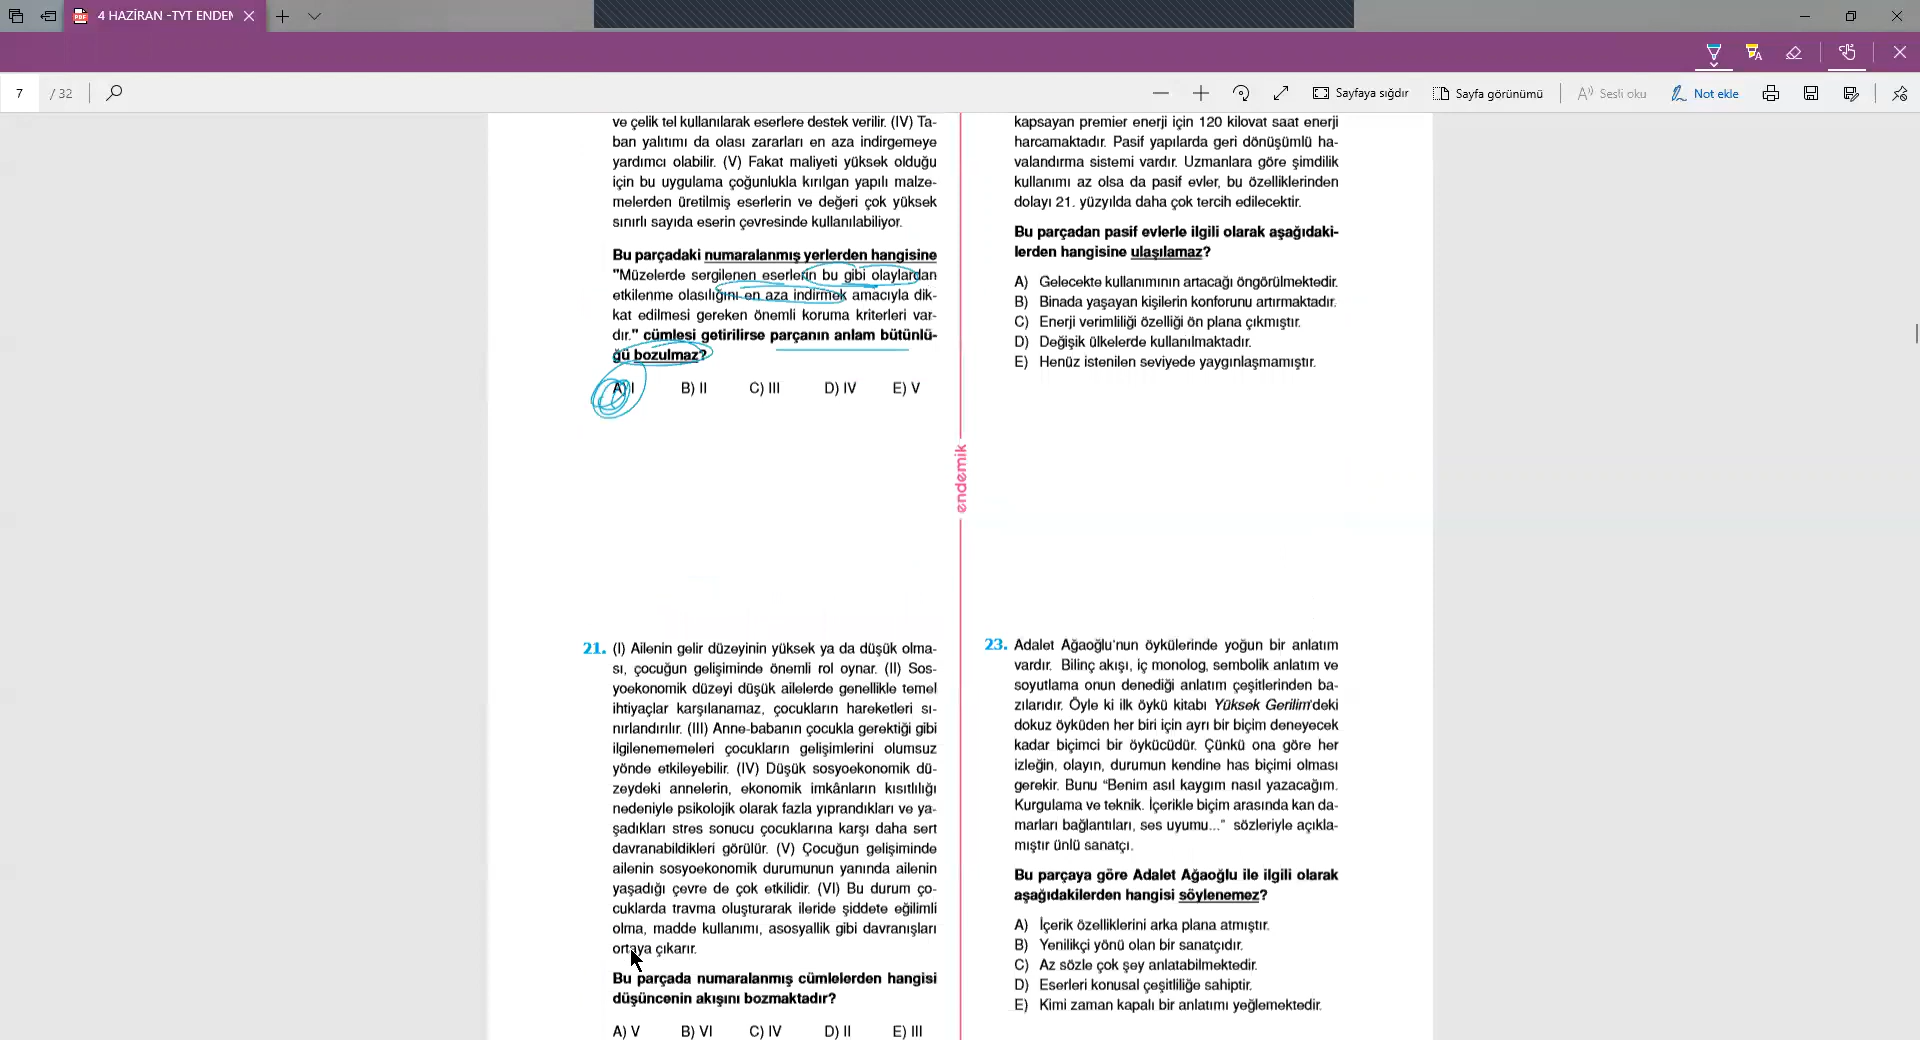 4 HAZİRAN -TYT ENDEM
7 / 32
Sayfaya sığdır
Sayfa görünümü
Sesli oku
Not ekle
ve çelik tel kullanılarak eserlere destek verilir. (IV) Ta-
ban yalıtımı da olası zararları en aza indirgemeye
yardımcı olabilir. (V) Fakat maliyeti yüksek olduğu
için bu uygulama çoğunlukla kırılgan yapılı malze-
melerden üretilmiş eserlerin ve değeri çok yüksek
sınırlı sayıda eserin çevresinde kullanılabiliyor.
Bu parçadaki numaralanmış yerlerden hangisine
"Müzelerde sergilenen eserlerin bu gibi olaylardan
etkilenme olasılığını en aza indirmek amacıyla dik-
kat edilmesi gereken önemli koruma kriterleri var-
dır." cümlesi getirilirse parçanın anlam bütünlü-
ğü bozulmaz?
A) I B) II C) III D) IV E) V
21. (I) Ailenin gelir düzeyinin yüksek ya da düşük olma-
sı, çocuğun gelişiminde önemli rol oynar. (II) Sos-
yoekonomik düzeyi düşük ailelerde genellikle temel
ihtiyaçlar karşılanamaz, çocukların hareketleri sı-
nırlandırılır. (III) Anne-babanın çocukla gerektiği gibi
ilgilenememeleri çocukların gelişimlerini olumsuz
yönde etkileyebilir. (IV) Düşük sosyoekonomik dü-
zeydeki annelerin, ekonomik imkânların kısıtlılığı
nedeniyle psikolojik olarak fazla yıprandıkları ve ya-
şadıkları stres sonucu çocuklarına karşı daha sert
davranabildikleri görülür. (V) Çocuğun gelişiminde
ailenin sosyoekonomik durumunun yanında ailenin
yaşadığı çevre de çok etkilidir. (VI) Bu durum ço-
cuklarda travma oluşturarak ileride şiddete eğilimli
olma, madde kullanımı, asosyallik gibi davranışları
ortaya çıkarır.
Bu parçada numaralanmış cümlelerden hangisi
düşüncenin akışını bozmaktadır?
A) V B) VI C) IV D) II E) III
endemik
kapsayan premier enerji için 120 kilovat saat enerji
harcamaktadır. Pasif yapılarda geri dönüşümlü ha-
valandırma sistemi vardır. Uzmanlara göre şimdilik
kullanımı az olsa da pasif evler, bu özelliklerinden
dolayı 21. yüzyılda daha çok tercih edilecektir.
Bu parçadan pasif evlerle ilgili olarak aşağıdaki-
lerden hangisine ulaşılamaz?
A) Gelecekte kullanımının artacağı öngörülmektedir.
B) Binada yaşayan kişilerin konforunu artırmaktadır.
C) Enerji verimliliği özelliği ön plana çıkmıştır.
D) Değişik ülkelerde kullanılmaktadır.
E) Henüz istenilen seviyede yaygınlaşmamıştır.
23. Adalet Ağaoğlu'nun öykülerinde yoğun bir anlatım
vardır. Bilinç akışı, iç monolog, sembolik anlatım ve
soyutlama onun denediği anlatım çeşitlerinden ba-
zılarıdır. Öyle ki ilk öykü kitabı Yüksek Gerilim'deki
dokuz öyküden her biri için ayrı bir biçim deneyecek
kadar biçimci bir öykücüdür. Çünkü ona göre her
izleğin, olayın, durumun kendine has biçimi olması
gerekir. Bunu "Benim asıl kaygım nasıl yazacağım.
Kurgulama ve teknik. İçerikle biçim arasında kan da-
marları bağlantıları, ses uyumu..." sözleriyle açıkla-
mıştır ünlü sanatçı.
Bu parçaya göre Adalet Ağaoğlu ile ilgili olarak
aşağıdakilerden hangisi söylenemez?
A) İçerik özelliklerini arka plana atmıştır.
B) Yenilikçi yönü olan bir sanatçıdır.
C) Az sözle çok şey anlatabilmektedir.
D) Eserleri konusal çeşitliliğe sahiptir.
E) Kimi zaman kapalı bir anlatımı yeğlemektedir.